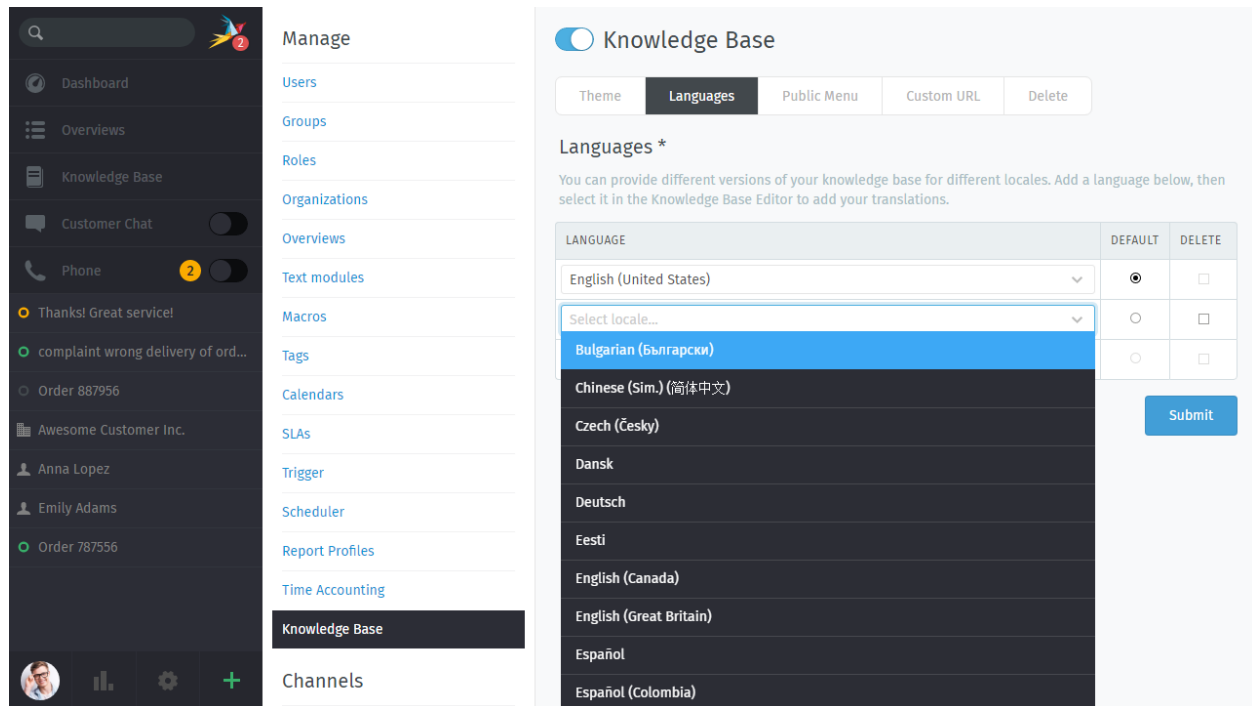 2
Dashboard
Overviews
Knowledge Base
Customer Chat
Phone 2
Thanks! Great service!
complaint wrong delivery of ord...
Order 887956
Awesome Customer Inc.
Anna Lopez
Emily Adams
Order 787556
Manage
Users
Groups
Roles
Organizations
Overviews
Text modules
Macros
Tags
Calendars
SLAs
Trigger
Scheduler
Report Profiles
Time Accounting
Knowledge Base
Channels
Knowledge Base
Theme Languages Public Menu Custom URL Delete
Languages *
You can provide different versions of your knowledge base for different locales. Add a language below, then
select it in the Knowledge Base Editor to add your translations.
LANGUAGE DEFAULT DELETE
English (United States)
Select locale...
Bulgarian (Български)
Chinese (Sim.) (简体中文)
Czech (Česky)
Dansk
Deutsch
Eesti
English (Canada)
English (Great Britain)
Español
Español (Colombia)
Submit